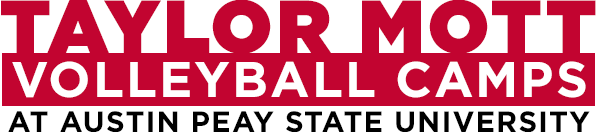 TAYLOR MOTT
VOLLEYBALL CAMPS
AT AUSTIN PEAY STATE UNIVERSITY